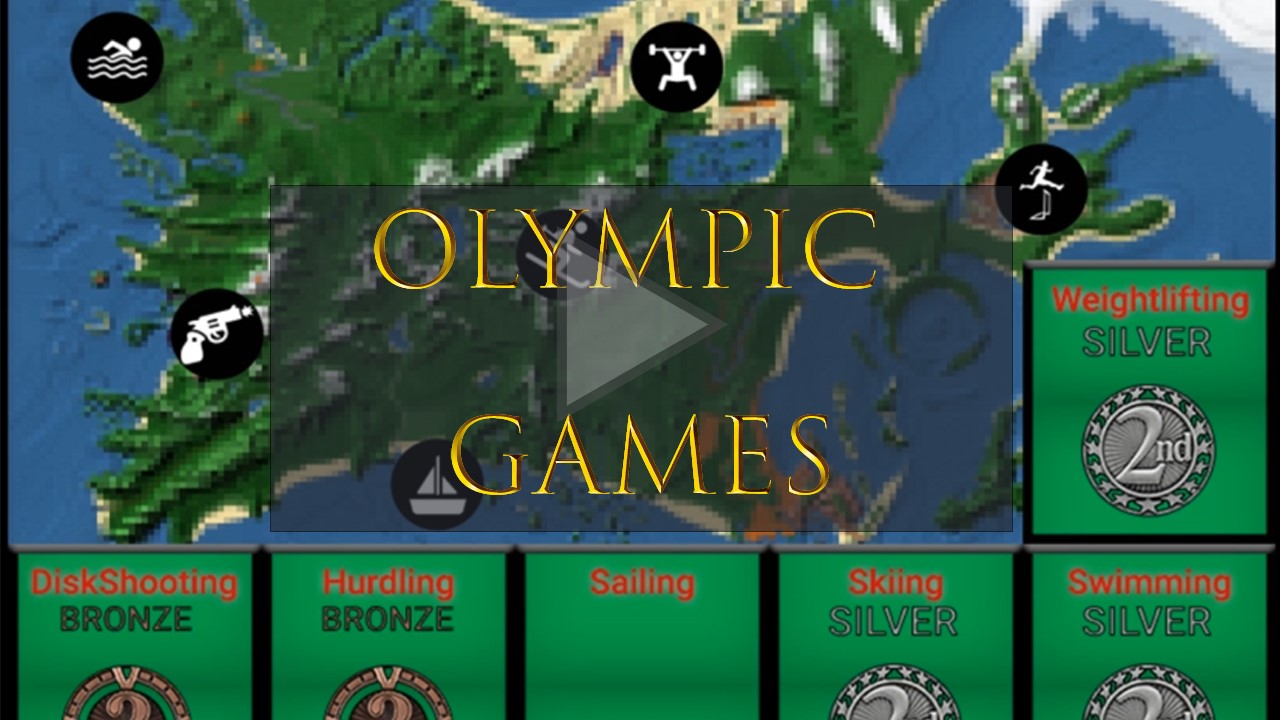 OLYMPIC
GAMES
Weightlifting
SILVER
2nd
DiskShooting
BRONZE
Hurdling
BRONZE
Sailing
Skiing
SILVER
Swimming
SILVER